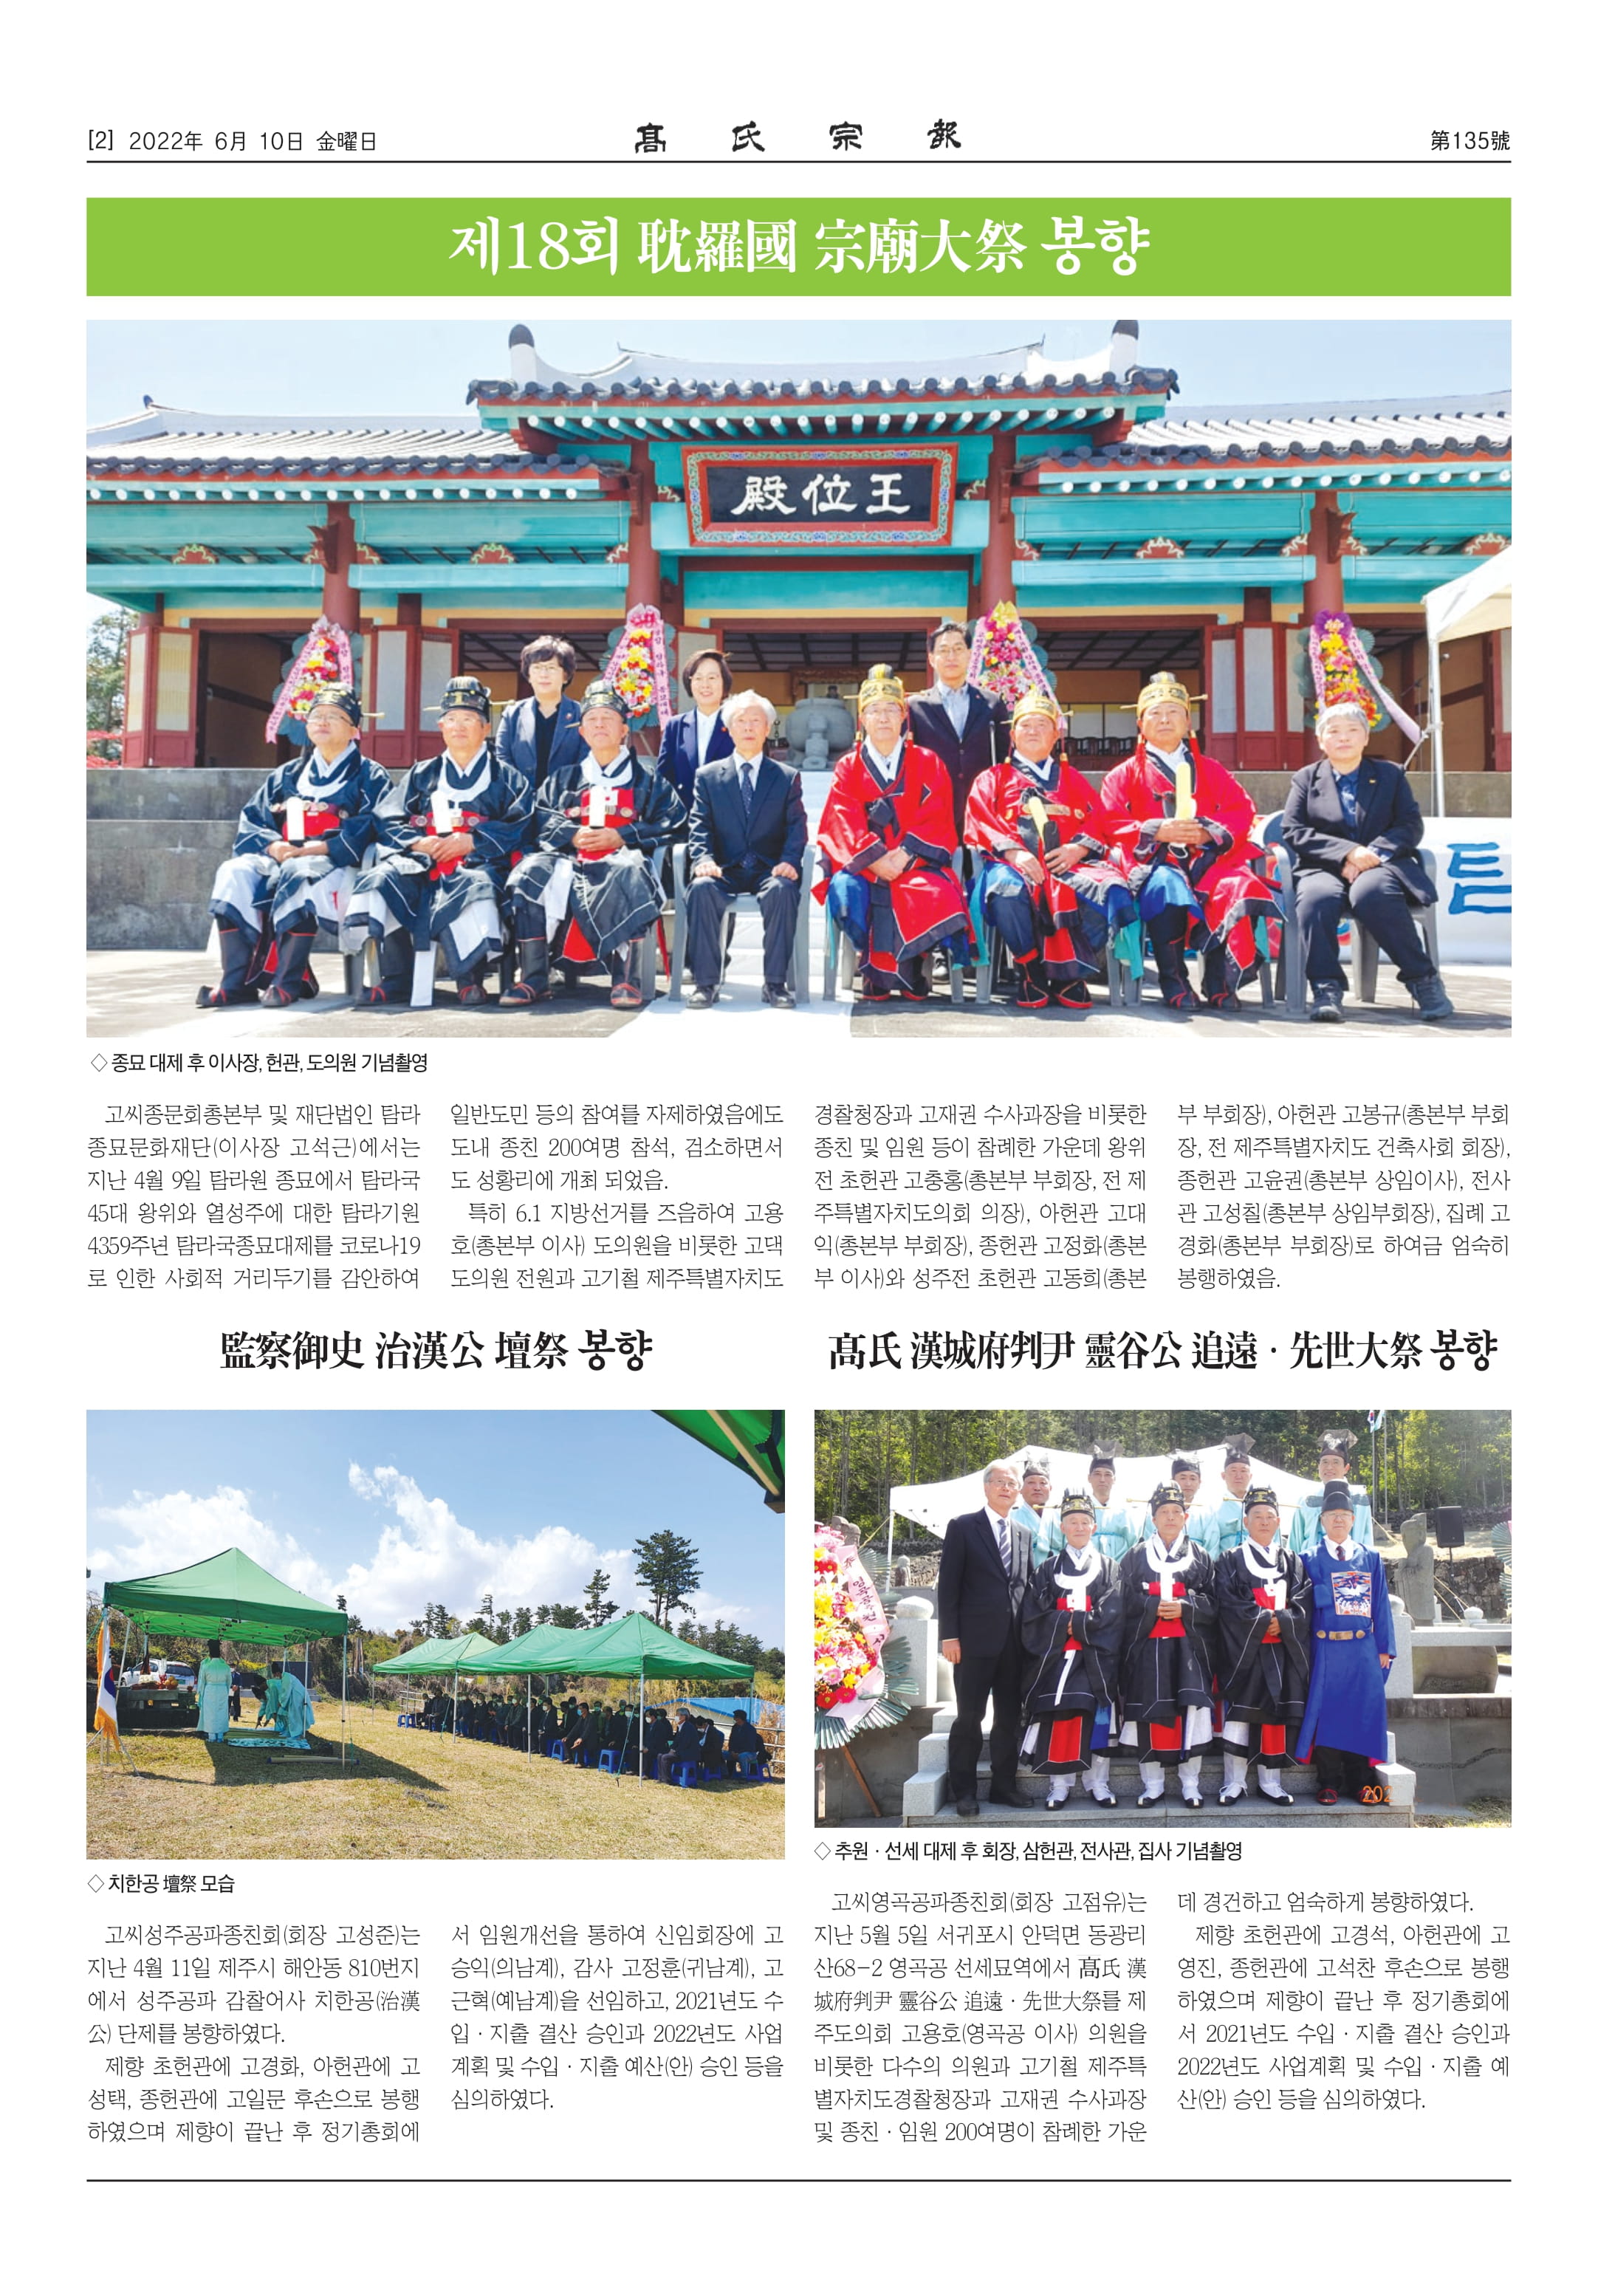 [2] 2022年 6月 10日 金曜日
髙氏宗報
第135號
제18회 耽羅國 宗廟大祭 봉향
殿位王
탐
◇ 종묘 대제 후 이사장, 헌관, 도의원 기념촬영
고씨종문회총본부 및 재단법인 탐라
종묘문화재단(이사장 고석근)에서는
지난 4월 9일 탐라원 종묘에서 탐라국
45대 왕위와 열성주에 대한 탐라기원
4359주년 탐라국종묘대제를 코로나19
로 인한 사회적 거리두기를 감안하여
일반도민 등의 참여를 자제하였음에도
도내 종친 200여명 참석, 검소하면서
도 성황리에 개최 되었음.
특히 6.1 지방선거를 즈음하여 고용
호(총본부 이사) 도의원을 비롯한 고댁
도의원 전원과 고기철 제주특별자치도
경찰청장과 고재권 수사과장을 비롯한
종친 및 임원 등이 참례한 가운데 왕위
전 초헌관 고충홍(총본부 부회장, 전 제
주특별자치도의회 의장), 아헌관 고대
익(총본부 부회장), 종헌관 고정화(총본
부 이사)와 성주전 초헌관 고동희(총본
부 부회장), 아헌관 고봉규(총본부 부회
장, 전 제주특별자치도 건축사회 회장),
종헌관 고윤권(총본부 상임이사), 전사
관 고성칠(총본부 상임부회장), 집례 고
경화(총본부 부회장)로 하여금 엄숙히
봉행하였음.
監察御史 治漢公 壇祭 봉향
◇ 치한공 壇祭 모습
고씨성주공파종친회(회장 고성준)는
지난 4월 11일 제주시 해안동 810번지
에서 성주공파 감찰어사 치한공(治漢
公) 단제를 봉향하였다.
제향 초헌관에 고경화, 아헌관에 고
성택, 종헌관에 고일문 후손으로 봉행
하였으며 제향이 끝난 후 정기총회에
서 임원개선을 통하여 신임회장에 고
승익(의남계), 감사 고정훈(귀남계), 고
근혁(예남계)을 선임하고, 2021년도 수
입 · 지출 결산 승인과 2022년도 사업
계획 및 수입 · 지출 예산(안) 승인 등을
심의하였다.
髙氏 漢城府判尹 靈谷公 追遠 · 先世大祭 봉향
202
◇ 추원 · 선세 대제 후 회장, 삼헌관, 전사관, 집사 기념촬영
고씨영곡공파종친회(회장 고점유)는
지난 5월 5일 서귀포시 안덕면 동광리
산68-2 영곡공 선세묘역에서 髙氏 漢
城府判尹 靈谷公 追遠 · 先世大祭를 제
주도의회 고용호(영곡공 이사) 의원을
비롯한 다수의 의원과 고기철 제주특
별자치도경찰청장과 고재권 수사과장
및 종친 · 임원 200여명이 참례한 가운
데 경건하고 엄숙하게 봉향하였다.
제향 초헌관에 고경석, 아헌관에 고
영진, 종헌관에 고석찬 후손으로 봉행
하였으며 제향이 끝난 후 정기총회에
서 2021년도 수입 · 지출 결산 승인과
2022년도 사업계획 및 수입 · 지출 예
산(안) 승인 등을 심의하였다.